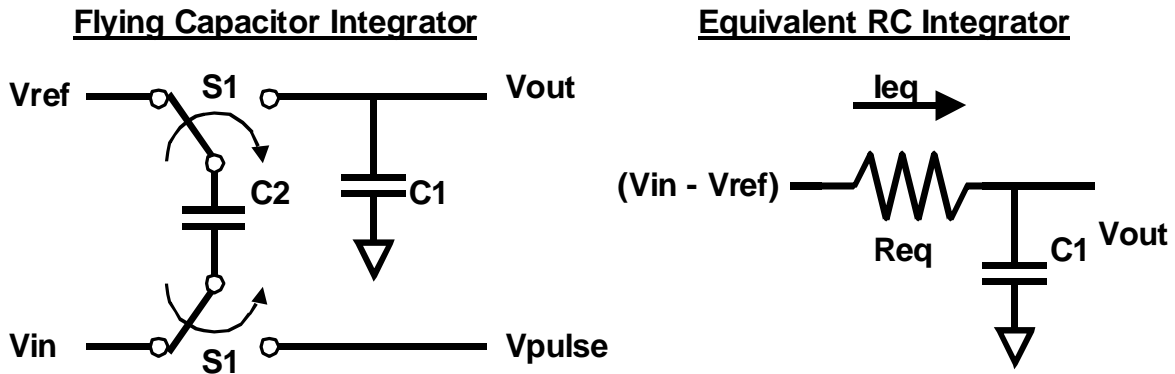 Flying Capacitor Integrator
Vref
S1
Vout
C2
C1
Vin
S1
Vpulse
Equivalent RC Integrator
Ieq
(Vin - Vref)
Req
C1
Vout